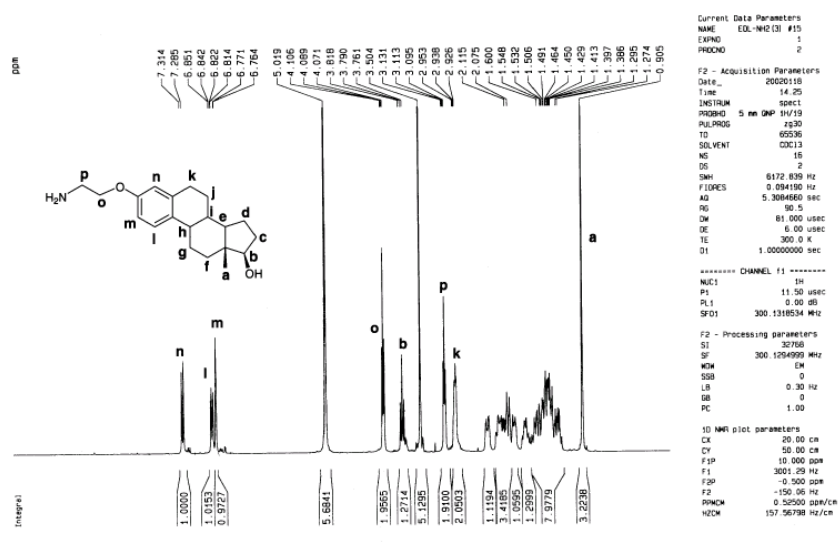 ppm
7.314
7.285
6.851
6.842
6.822
6.814
6.771
6.764
5.019
4.106
4.089
4.071
3.818
3.790
3.761
3.504
3.131
3.113
3.095
2.953
2.938
2.926
2.115
2.075
1.600
1.548
1.532
1.506
1.491
1.464
1.450
1.429
1.413
1.397
1.386
1.295
1.274
0.905
p
H₂N
o
O
n
k
j
i
e
d
m
l
h
c
g
f
a
b
OH
n
l
m
o
b
p
k
a
Integral
1.0000
1.0153
0.9727
5.6841
1.9565
1.2714
5.1295
1.9100
2.0503
1.1194
3.4185
1.0595
1.2999
7.9779
3.2238
Current Data Parameters
NAME EOL-NH2(3) #15
EXPNO 1
PROCNO 2
F2 - Acquisition Parameters
Date_ 20020118
Time 14.25
INSTRUM spect
PROBHD 5 mm QNP 1H/19
PULPROG zg30
TD 65536
SOLVENT CDCl3
NS 16
DS 2
SWH 6172.839 Hz
FIDRES 0.094190 Hz
AQ 5.3084660 sec
RG 90.5
DW 81.000 usec
DE 6.00 usec
TE 300.0 K
D1 1.00000000 sec
======== CHANNEL f1 ========
NUC1 1H
P1 11.50 usec
PL1 0.00 dB
SFO1 300.1318534 MHz
F2 - Processing parameters
SI 32768
SF 300.1294999 MHz
WDW EM
SSB 0
LB 0.30 Hz
GB 0
PC 1.00
1D NMR plot parameters
CX 20.00 cm
CY 50.00 cm
F1P 10.000 ppm
F1 3001.29 Hz
F2P -0.500 ppm
F2 -150.06 Hz
PPMCM 0.52500 ppm/cm
HZCM 157.56798 Hz/cm